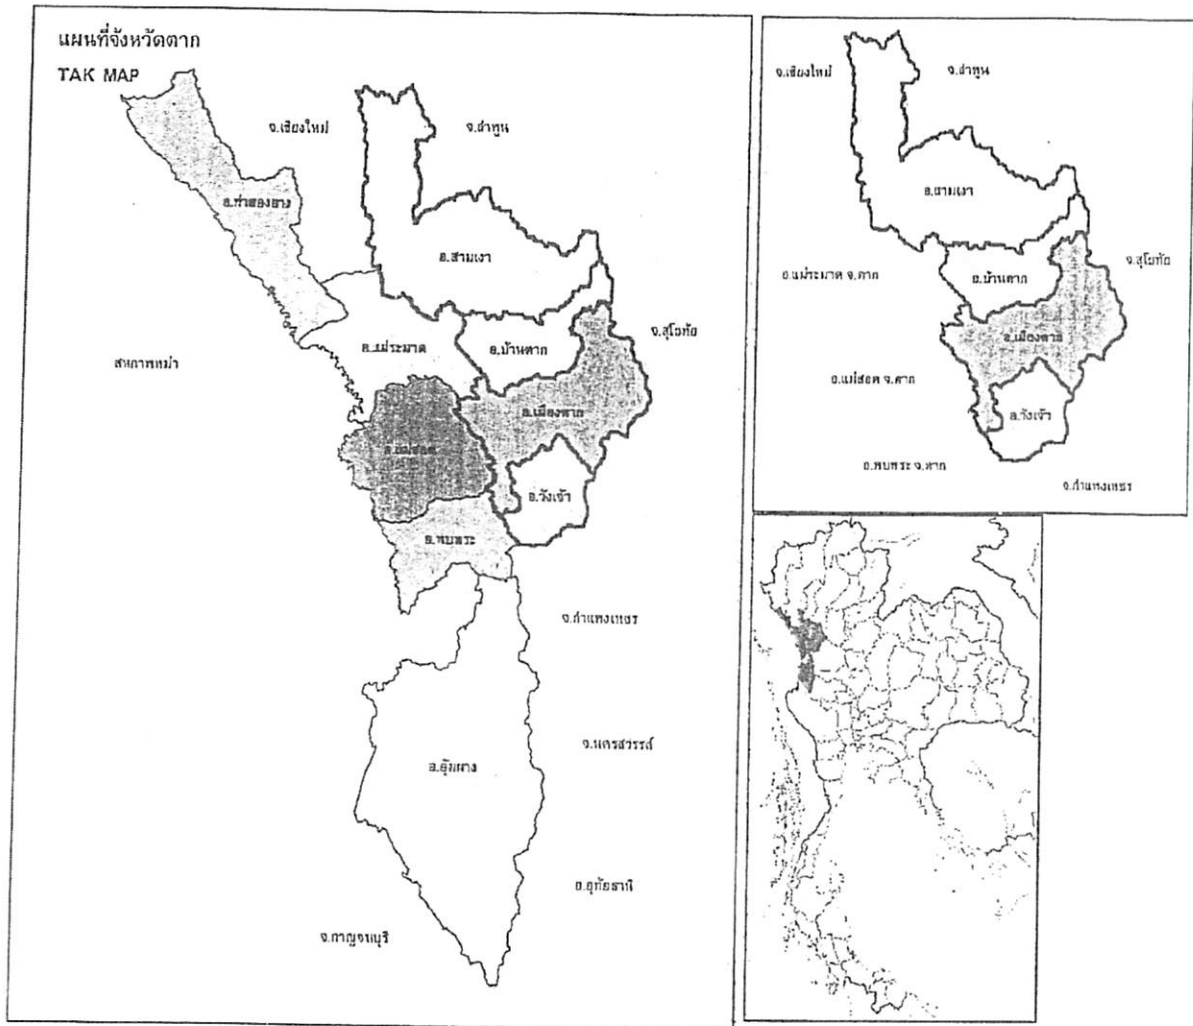 แผนที่จังหวัดตาก
TAK MAP
จ.เชียงใหม่
จ.ลำพูน
อ.ท่าสองยาง
อ.สามเงา
จ.สุโขทัย
สหภาพพม่า
อ.แม่ระมาด
อ.บ้านตาก
อ.เมืองตาก
อ.แม่สอด
อ.วังเจ้า
อ.พบพระ
จ.กำแพงเพชร
จ.นครสวรรค์
อ.อุ้มผาง
จ.อุทัยธานี
จ.กาญจนบุรี
จ.เชียงใหม่
จ.ลำพูน
อ.สามเงา
จ.สุโขทัย
อ.แม่ระมาด จ.ตาก
อ.บ้านตาก
อ.เมืองตาก
อ.แม่สอด จ.ตาก
อ.วังเจ้า
อ.พบพระ จ.ตาก
จ.กำแพงเพชร